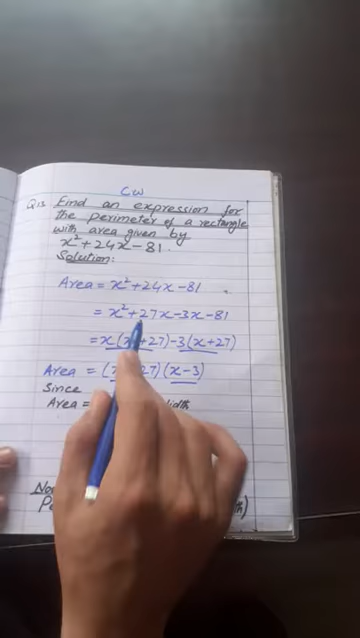 CW
Q13 Find an expression for
the perimeter of a rectangle
with area given by
x² + 24x - 81.
Solution:
Area = x² + 24x - 81
= x² + 27x - 3x - 81
= x(x+27) - 3(x+27)
Area = (27)(x-3)
Since
Area =